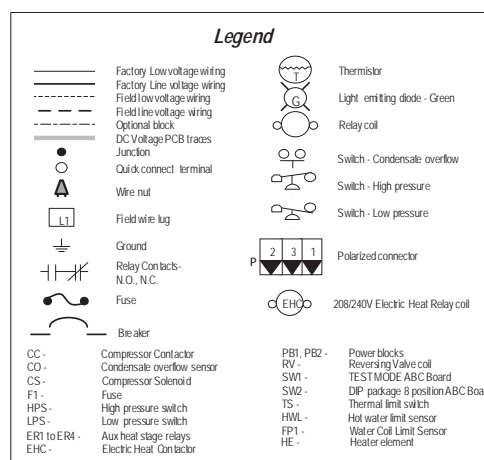 Legend
Factory Low voltage wiring
Factory Line voltage wiring
Field low voltage wiring
Field line voltage wiring
Optional block
DC Voltage PCB traces
Junction
Quick connect terminal
Wire nut
L1 Field wire lug
Ground
Relay Contacts-
N.O., N.C.
Fuse
Breaker
T Thermistor
G Light emitting diode - Green
Relay coil
Switch - Condensate overflow
Switch - High pressure
Switch - Low pressure
P 2 3 1 Polarized connector
EHC 208/240V Electric Heat Relay coil
CC - Compressor Contactor
CO - Condensate overflow sensor
CS - Compressor Solenoid
F1 - Fuse
HPS - High pressure switch
LPS - Low pressure switch
ER1 to ER4 - Aux heat stage relays
EHC - Electric Heat Contactor
PB1, PB2 - Power blocks
RV - Reversing Valve coil
SW1 - TEST MODE ABC Board
SW2 - DIP package 8 position ABC Boa
TS - Thermal limit switch
HWL - Hot water limit sensor
FP1 - Water Coil Limit Sensor
HE - Heater element